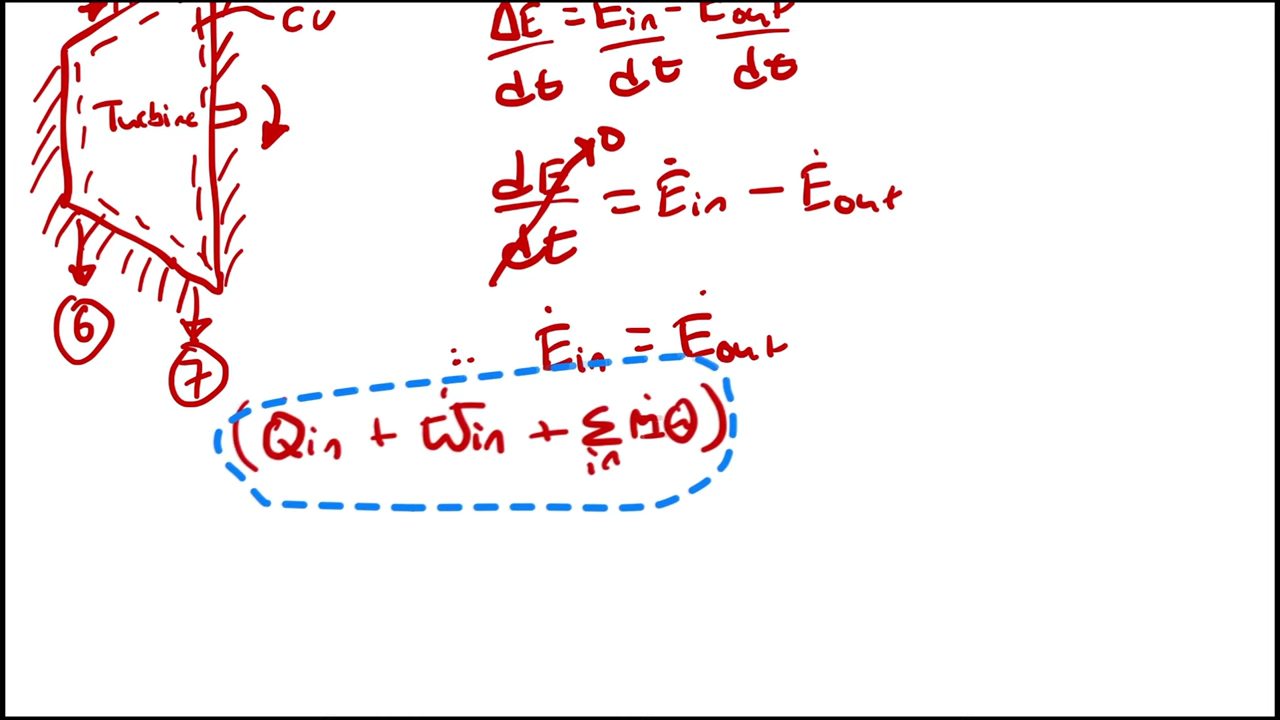 CV
ΔE/dt = Ein/dt - Eout/dt
Turbine
dE/dt → 0 = Ėin − Ėout
6
7
∴ Ėin = Ėout
(Qin + Ẇin + Σin ṁθ)